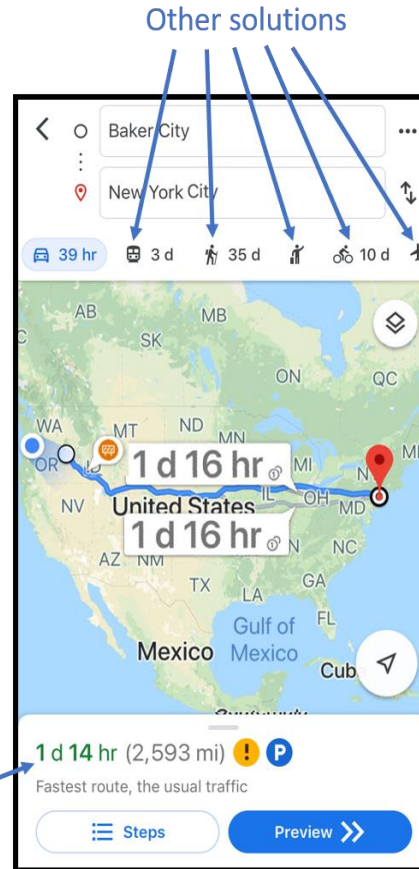 Other solutions
Baker City
New York City
39 hr 3 d 35 d 10 d
AB
MB
SK
ON
QC
WA
MT
ND
MN
OR
ID
1 d 16 hr
MI
NV
United States
IL
OH
MD
1 d 16 hr
NC
AZ
NM
TX
LA
GA
FL
Gulf of
Mexico
Mexico
Cub
1 d 14 hr (2,593 mi) ! P
Fastest route, the usual traffic
Steps
Preview